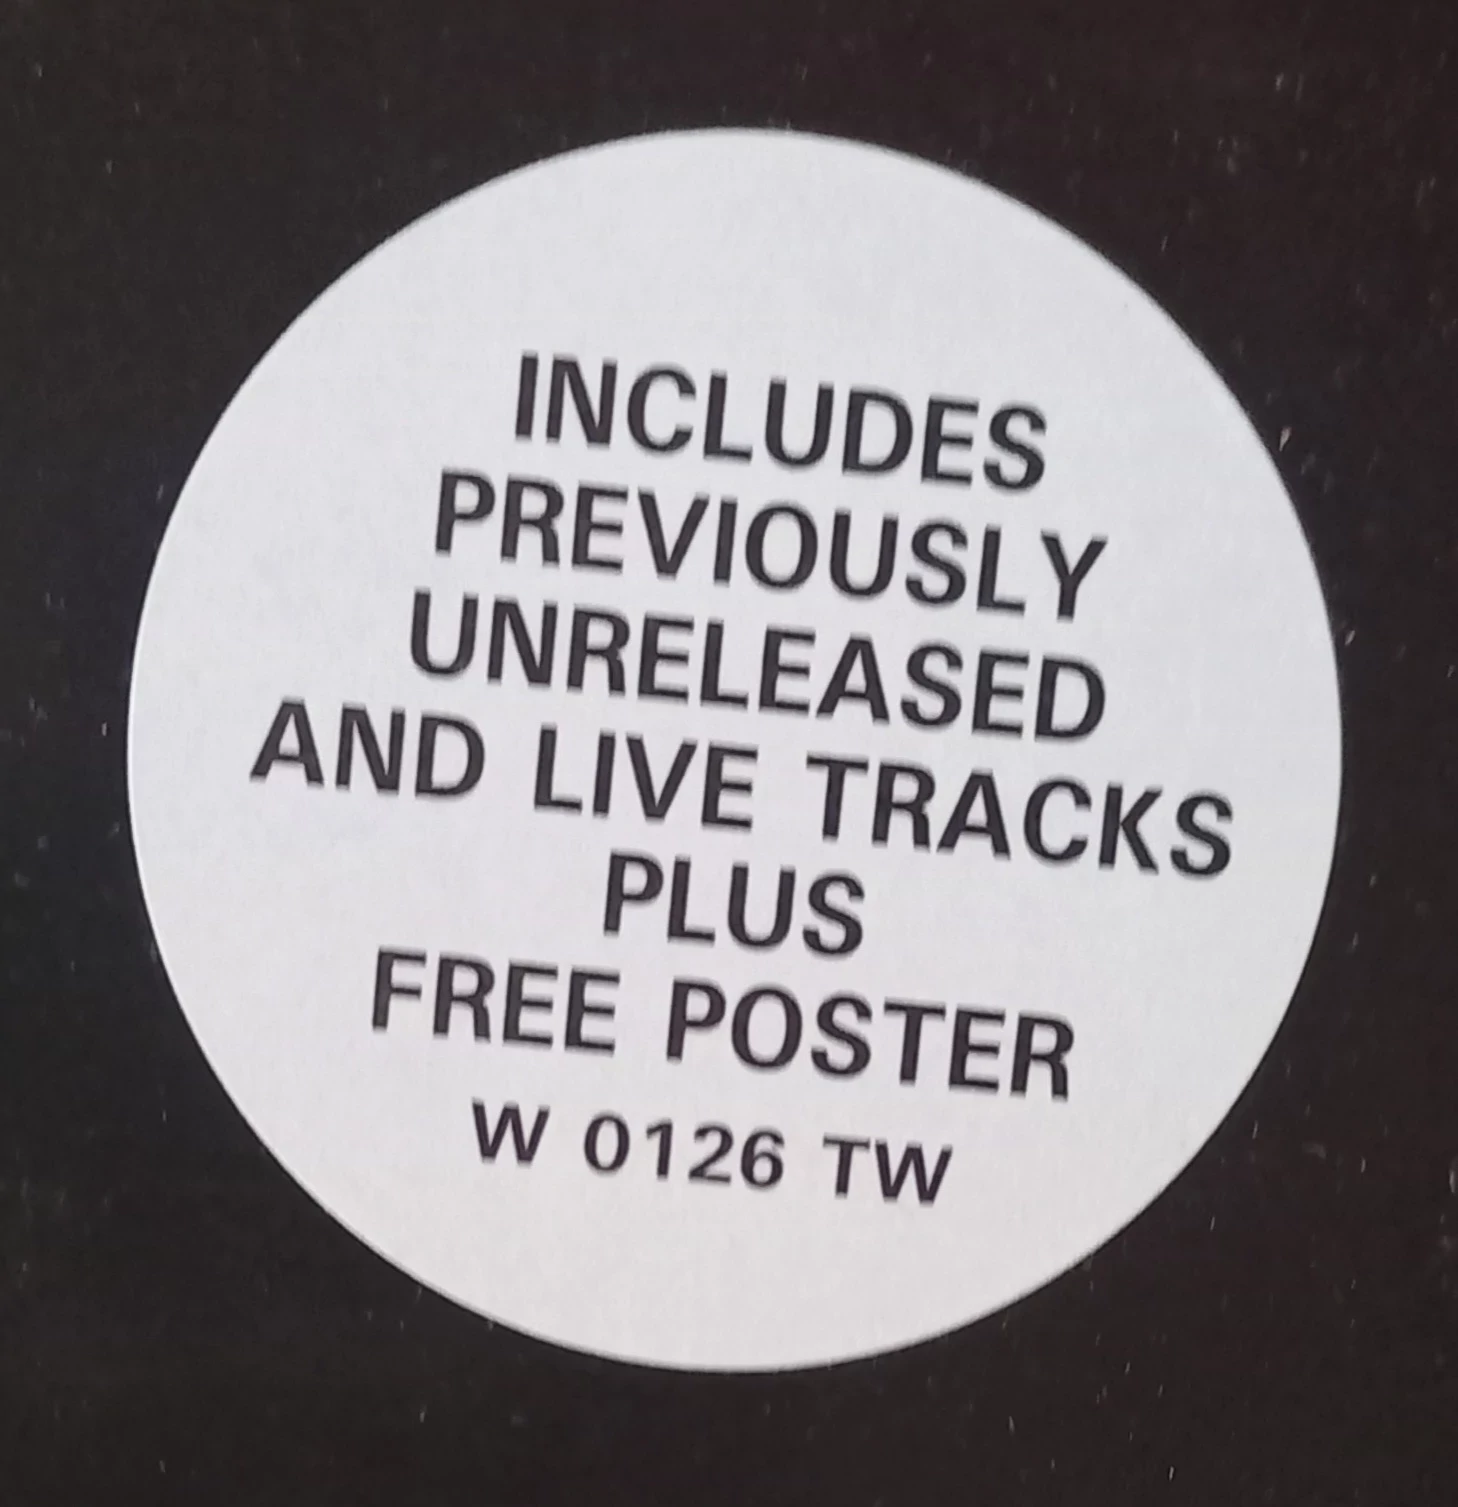 INCLUDES
PREVIOUSLY
UNRELEASED
AND LIVE TRACKS
PLUS
FREE POSTER
W 0126 TW